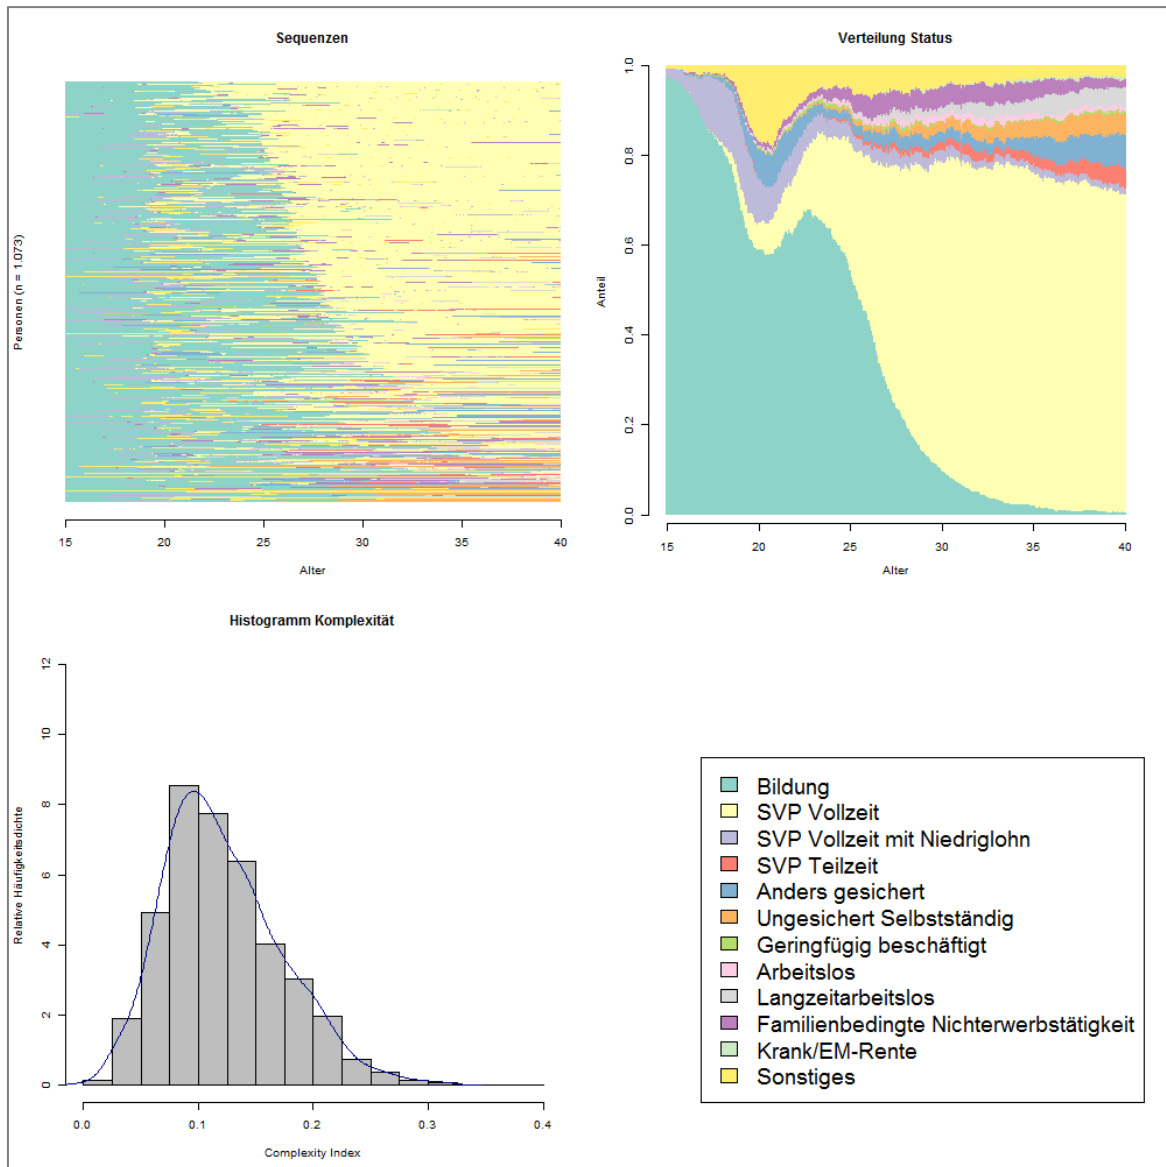 Sequenzen
Personen (n = 1.073)
15 20 25 30 35 40
Alter
Verteilung Status
Anteil
1.0
0.8
0.6
0.4
0.2
0.0
15 20 25 30 35 40
Alter
Histogramm Komplexität
Relative Häufigkeitsdichte
12
10
8
6
4
2
0
0.0 0.1 0.2 0.3 0.4
Complexity Index
Bildung
SVP Vollzeit
SVP Vollzeit mit Niedriglohn
SVP Teilzeit
Anders gesichert
Ungesichert Selbstständig
Geringfügig beschäftigt
Arbeitslos
Langzeitarbeitslos
Familienbedingte Nichterwerbstätigkeit
Krank/EM-Rente
Sonstiges